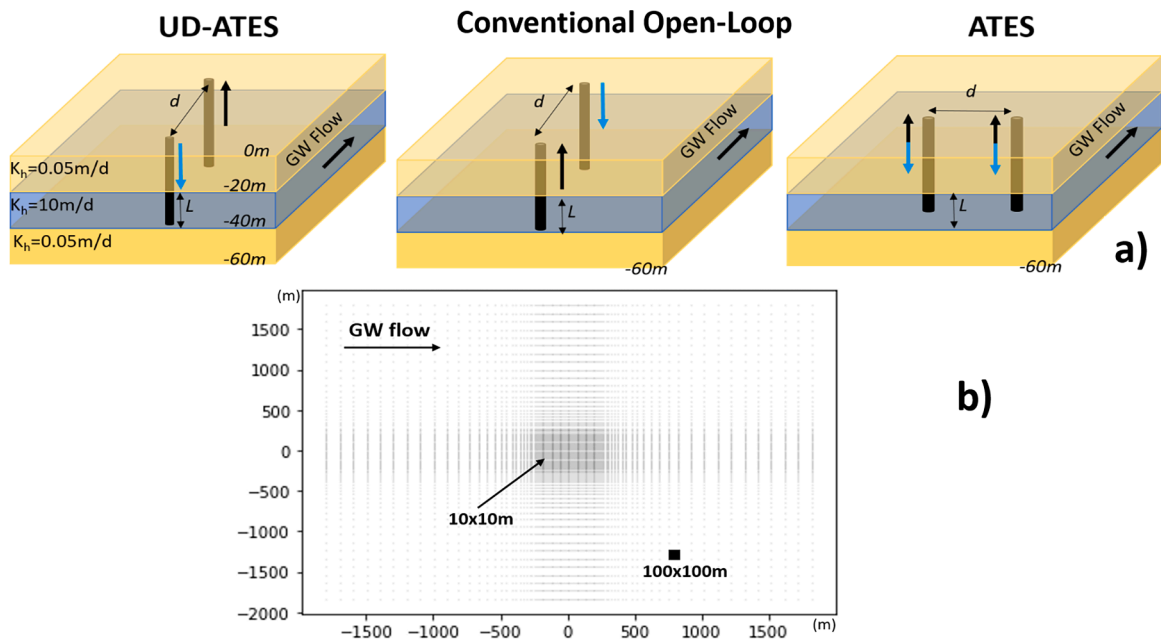 UD-ATES
Conventional Open-Loop
ATES
d
0m
GW Flow
Kh=0.05m/d
-20m
Kh=10m/d
L
-40m
Kh=0.05m/d
-60m
d
GW Flow
L
-60m
d
GW Flow
L
-60m
a)
(m)
GW flow
1500
1000
500
0
−500
−1000
−1500
−2000
10x10m
100x100m
−1500
−1000
−500
0
500
1000
1500
(m)
b)